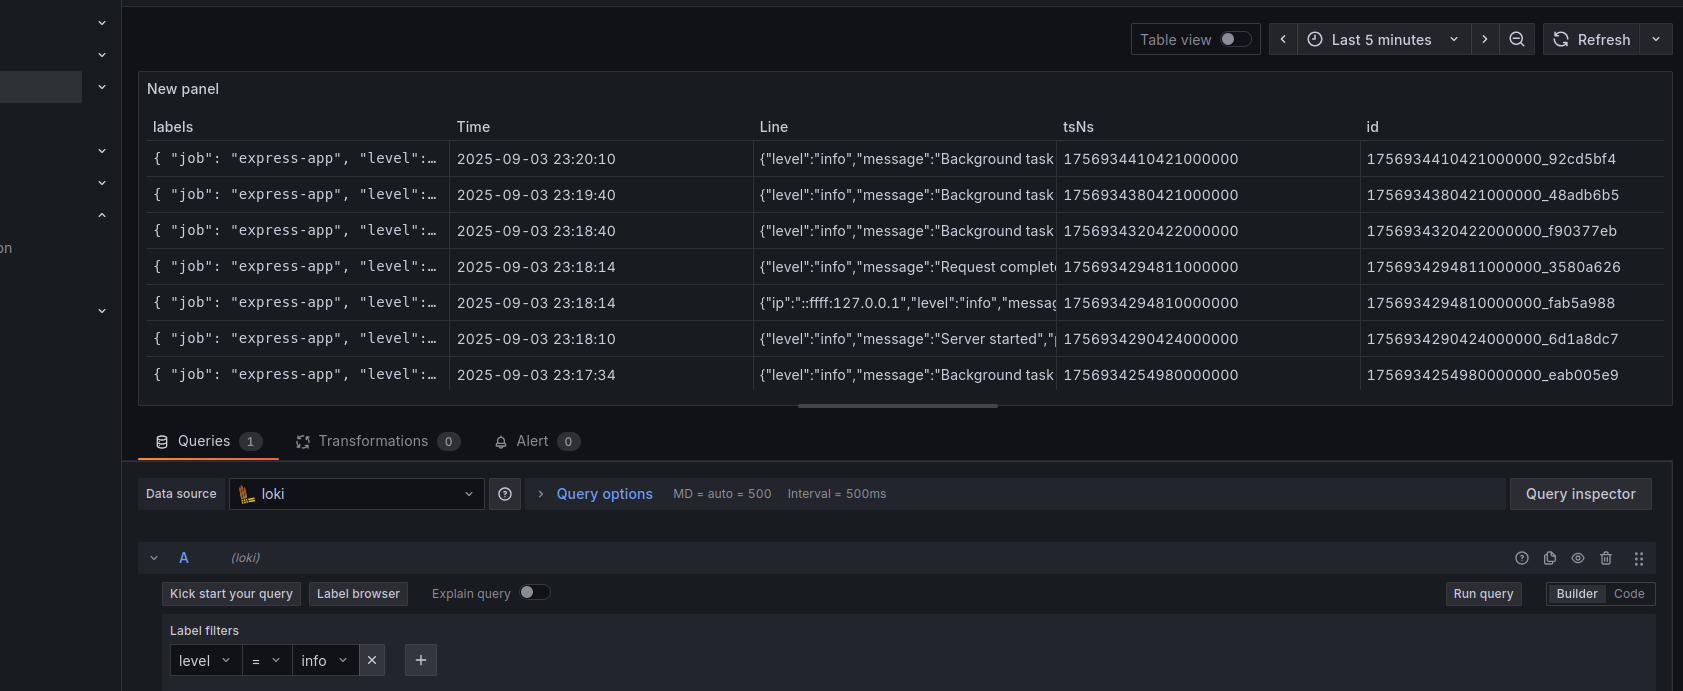 Table view Last 5 minutes Refresh
New panel
labels Time Line tsNs id
{ "job": "express-app", "level":… 2025-09-03 23:20:10 {"level":"info","message":"Background task 1756934410421000000 1756934410421000000_92cd5bf4
{ "job": "express-app", "level":… 2025-09-03 23:19:40 {"level":"info","message":"Background task 1756934380421000000 1756934380421000000_48adb6b5
{ "job": "express-app", "level":… 2025-09-03 23:18:40 {"level":"info","message":"Background task 1756934320422000000 1756934320422000000_f90377eb
{ "job": "express-app", "level":… 2025-09-03 23:18:14 {"level":"info","message":"Request complete 1756934294811000000 1756934294811000000_3580a626
{ "job": "express-app", "level":… 2025-09-03 23:18:14 {"ip":"::ffff:127.0.0.1","level":"info","messag 1756934294810000000 1756934294810000000_fab5a988
{ "job": "express-app", "level":… 2025-09-03 23:18:10 {"level":"info","message":"Server started"," 1756934290424000000 1756934290424000000_6d1a8dc7
{ "job": "express-app", "level":… 2025-09-03 23:17:34 {"level":"info","message":"Background task 1756934254980000000 1756934254980000000_eab005e9
on
Queries 1 Transformations 0 Alert 0
Data source loki Query options MD = auto = 500 Interval = 500ms Query inspector
A (loki)
Kick start your query Label browser Explain query Run query Builder Code
Label filters
level = info